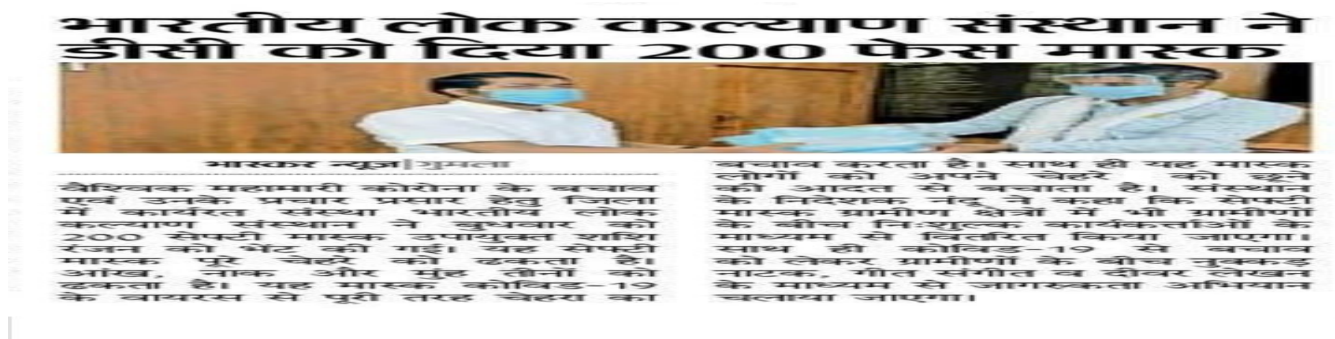 भारतीय लोक कल्याण संस्थान ने
डीसी को दिया 200 फेस मास्क
भास्कर न्यूज|गुमला
वैश्विक महामारी कोरोना के बचाव
एवं उनके प्रचार प्रसार हेतु जिला
में कार्यरत संस्था भारतीय लोक
कल्याण संस्थान ने बुधवार को
200 सेफ्टी मास्क उपायुक्त शशि
रंजन को भेंट की गई। यह सेफ्टी
मास्क पूरे चेहरे को ढकता है।
आंख, नाक और मुंह तीनों को
ढकता है। यह मास्क कोविड-19
के वायरस से पूरी तरह चेहरा का
बचाव करता है। साथ ही यह मास्क
लोगों को अपने चेहरे को छूने
की आदत से बचाता है। संस्थान
के निदेशक नंदू ने कहा कि सेफ्टी
मास्क ग्रामीण क्षेत्रों में भी ग्रामीणों
के बीच नि:शुल्क कार्यकर्ताओं के
माध्यम से वितरित किया जाएगा।
साथ ही कोविड-19 से बचाव
को लेकर ग्रामीणों के बीच नुक्कड़
नाटक, गीत संगीत व दीवर लेखन
के माध्यम से जागरुकता अभियान
चलाया जाएगा।